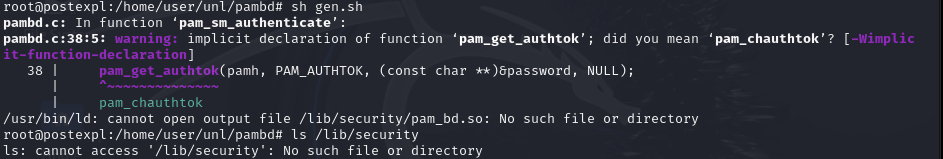 root@postexpl:/home/user/unl/pambd# sh gen.sh
pambd.c: In function ‘pam_sm_authenticate’:
pambd.c:38:5: warning: implicit declaration of function ‘pam_get_authtok’; did you mean ‘pam_chauthtok’? [-Wimplic
it-function-declaration]
   38 |     pam_get_authtok(pamh, PAM_AUTHTOK, (const char **)&password, NULL);
      |     ^~~~~~~~~~~~~~~
      |     pam_chauthtok
/usr/bin/ld: cannot open output file /lib/security/pam_bd.so: No such file or directory
root@postexpl:/home/user/unl/pambd# ls /lib/security
ls: cannot access '/lib/security': No such file or directory